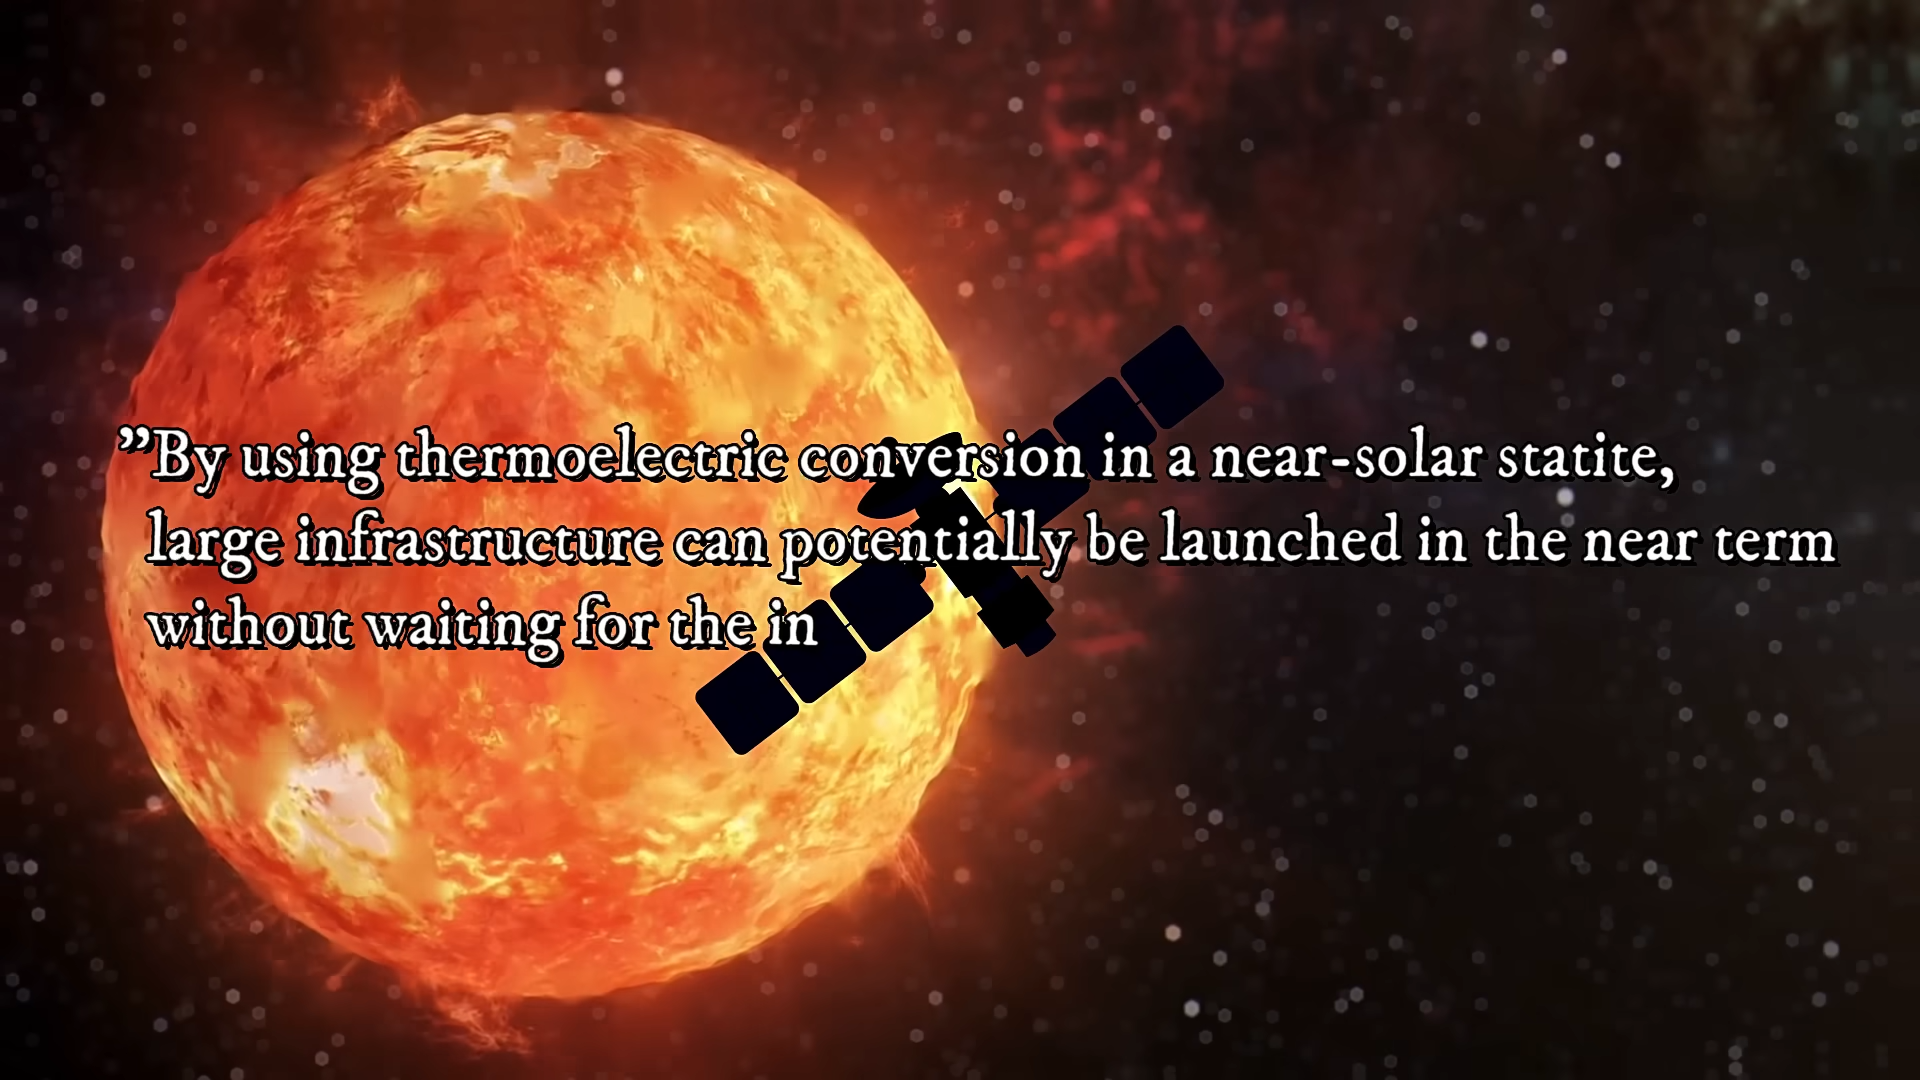 ”By using thermoelectric conversion in a near-solar statite,
large infrastructure can potentially be launched in the near term
without waiting for the in